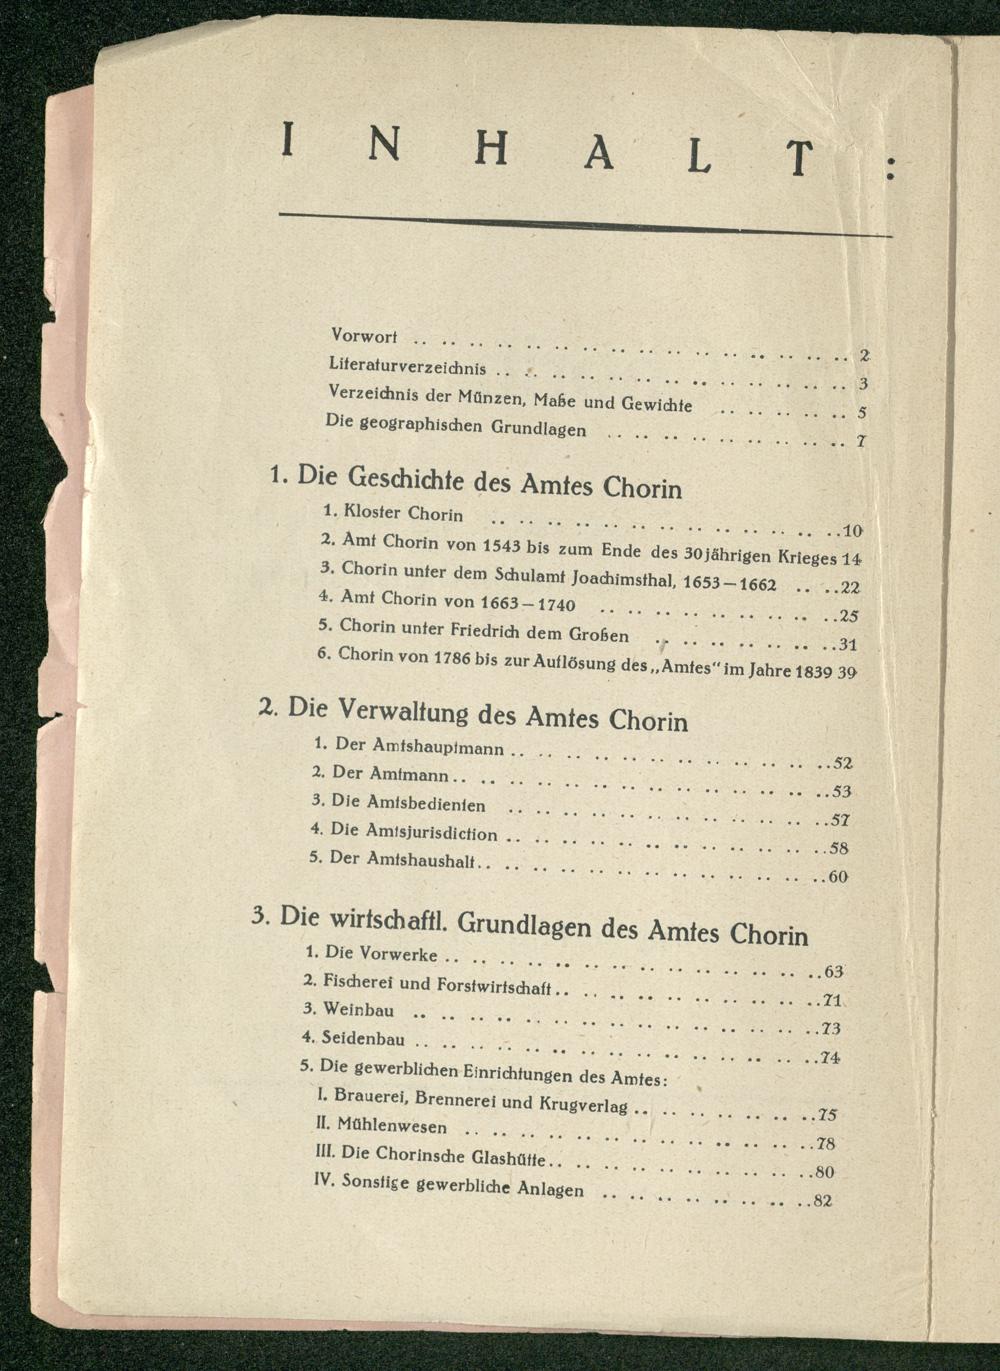 INHALT:
Vorwort .. .. .. .. .. .. .. .. .. .. .. .. .. .. .. .. 2
Literaturverzeichnis .. .. .. .. .. .. .. .. .. .. .. .. .. 3
Verzeichnis der Münzen, Maße und Gewichte .. .. .. .. .. 5
Die geographischen Grundlagen .. .. .. .. .. .. .. .. .. 7
1. Die Geschichte des Amtes Chorin
1. Kloster Chorin .. .. .. .. .. .. .. .. .. .. .. .. ..10
2. Amt Chorin von 1543 bis zum Ende des 30jährigen Krieges 14
3. Chorin unter dem Schulamt Joachimsthal, 1653—1662 .. ..22
4. Amt Chorin von 1663—1740 .. .. .. .. .. .. .. .. ..25
5. Chorin unter Friedrich dem Großen .. .. .. .. .. .. ..31
6. Chorin von 1786 bis zur Auflösung des „Amtes“ im Jahre 1839 39
2. Die Verwaltung des Amtes Chorin
1. Der Amtshauptmann .. .. .. .. .. .. .. .. .. .. .. ..52
2. Der Amtmann .. .. .. .. .. .. .. .. .. .. .. .. .. ..53
3. Die Amtsbedienten .. .. .. .. .. .. .. .. .. .. .. ..57
4. Die Amtsjurisdiction .. .. .. .. .. .. .. .. .. .. .. ..58
5. Der Amtshaushalt .. .. .. .. .. .. .. .. .. .. .. .. ..60
3. Die wirtschaftl. Grundlagen des Amtes Chorin
1. Die Vorwerke .. .. .. .. .. .. .. .. .. .. .. .. .. ..63
2. Fischerei und Forstwirtschaft .. .. .. .. .. .. .. .. .. ..71
3. Weinbau .. .. .. .. .. .. .. .. .. .. .. .. .. .. ..73
4. Seidenbau .. .. .. .. .. .. .. .. .. .. .. .. .. .. ..74
5. Die gewerblichen Einrichtungen des Amtes:
I. Brauerei, Brennerei und Krugverlag .. .. .. .. .. .. ..75
II. Mühlenwesen .. .. .. .. .. .. .. .. .. .. .. .. ..78
III. Die Chorinsche Glashütte .. .. .. .. .. .. .. .. .. ..80
IV. Sonstige gewerbliche Anlagen .. .. .. .. .. .. .. ..82